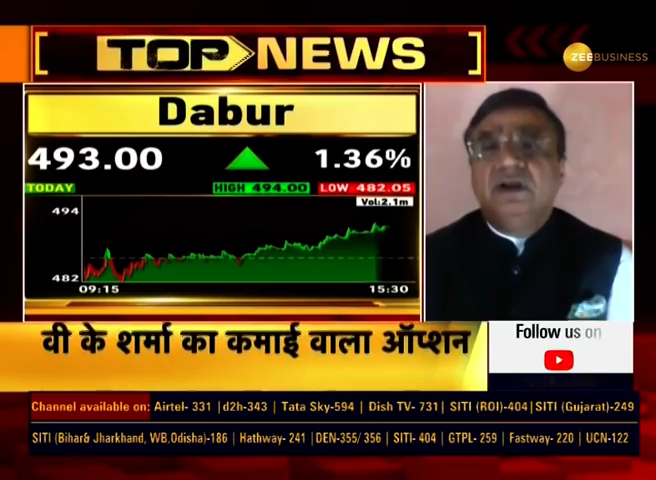 TOP NEWS
ZEEBUSINESS
Dabur
493.00 1.36%
TODAY HIGH 494.00 LOW 482.05
Vol:2.1m
494
482
09:15 15:30
वी के शर्मा का कमाई वाला ऑप्शन
Follow us on
Channel available on: Airtel- 331 |d2h-343 | Tata Sky-594 | Dish TV- 731| SITI (ROI)-404|SITI (Gujarat)-249
SITI (Bihar& Jharkhand, WB,Odisha)-186 | Hathway- 241 |DEN-355/ 356 | SITI- 404 | GTPL- 259 | Fastway- 220 | UCN-122